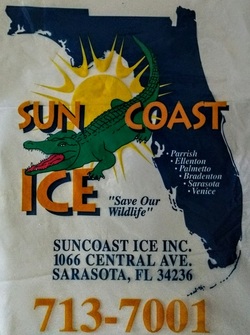 SUN COAST
ICE
• Parrish
• Ellenton
• Palmetto
• Bradenton
• Sarasota
• Venice
"Save Our
Wildlife"
SUNCOAST ICE INC.
1066 CENTRAL AVE.
SARASOTA, FL 34236
713-7001